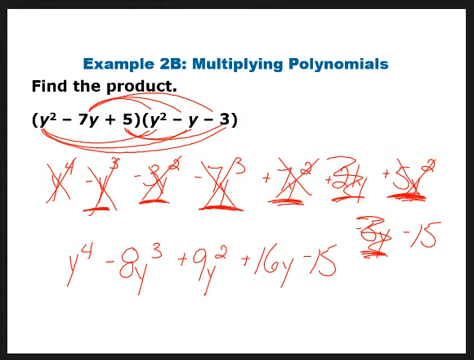 Example 2B: Multiplying Polynomials
Find the product.
(y² – 7y + 5)(y² – y – 3)
y⁴ - y³ - 3y² - 7y³ + 7y² + 21y + 5y²
- 5y - 15
y⁴ - 8y³ + 9y² + 16y - 15